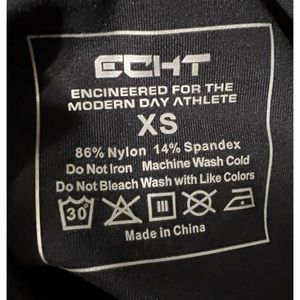 ECHT
ENGINEERED FOR THE
MODERN DAY ATHLETE
XS
86% Nylon 14% Spandex
Do Not Iron Machine Wash Cold
Do Not Bleach Wash with Like Colors
30°
Made in China